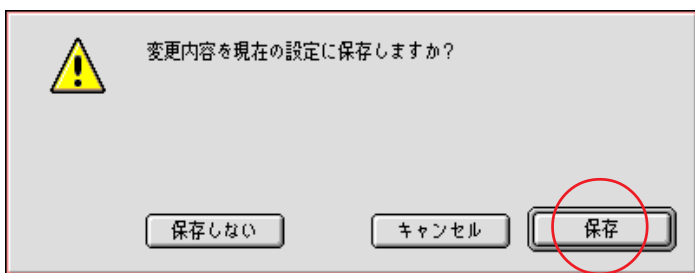 変更内容を現在の設定に保存しますか?
保存しない
キャンセル
保存